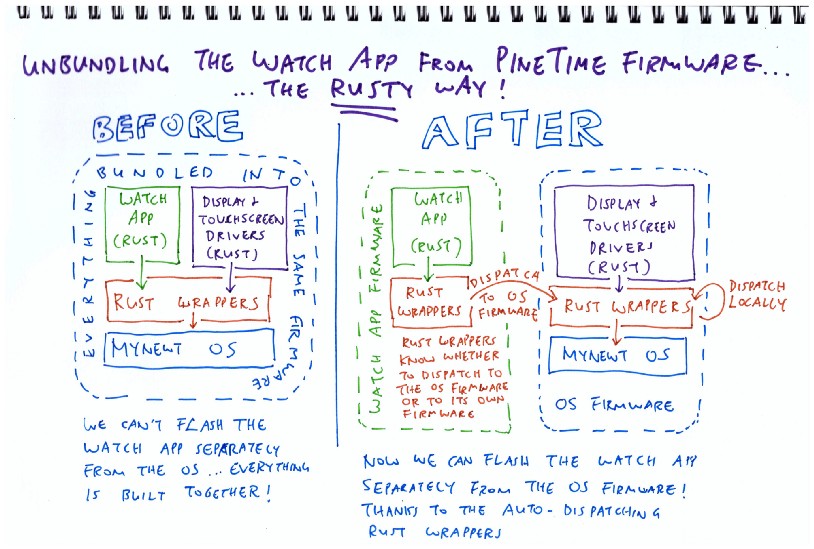 UNBUNDLING THE WATCH APP FROM PINETIME FIRMWARE...
... THE RUSTY WAY!
BEFORE
EVERYTHING
BUNDLED INTO
THE SAME FIRMWARE
WATCH
APP
(RUST)
DISPLAY &
TOUCHSCREEN
DRIVERS
(RUST)
RUST WRAPPERS
MYNEWT OS
WE CAN'T FLASH THE
WATCH APP SEPARATELY
FROM THE OS ... EVERYTHING
IS BUILT TOGETHER!
AFTER
WATCH APP FIRMWARE
WATCH
APP
(RUST)
RUST
WRAPPERS
DISPATCH
TO OS
FIRMWARE
RUST WRAPPERS
KNOW WHETHER
TO DISPATCH TO
THE OS FIRMWARE
OR TO ITS OWN
FIRMWARE
DISPLAY &
TOUCHSCREEN
DRIVERS
(RUST)
RUST WRAPPERS
DISPATCH
LOCALLY
MYNEWT OS
OS FIRMWARE
NOW WE CAN FLASH THE WATCH APP
SEPARATELY FROM THE OS FIRMWARE!
THANKS TO THE AUTO-DISPATCHING
RUST WRAPPERS